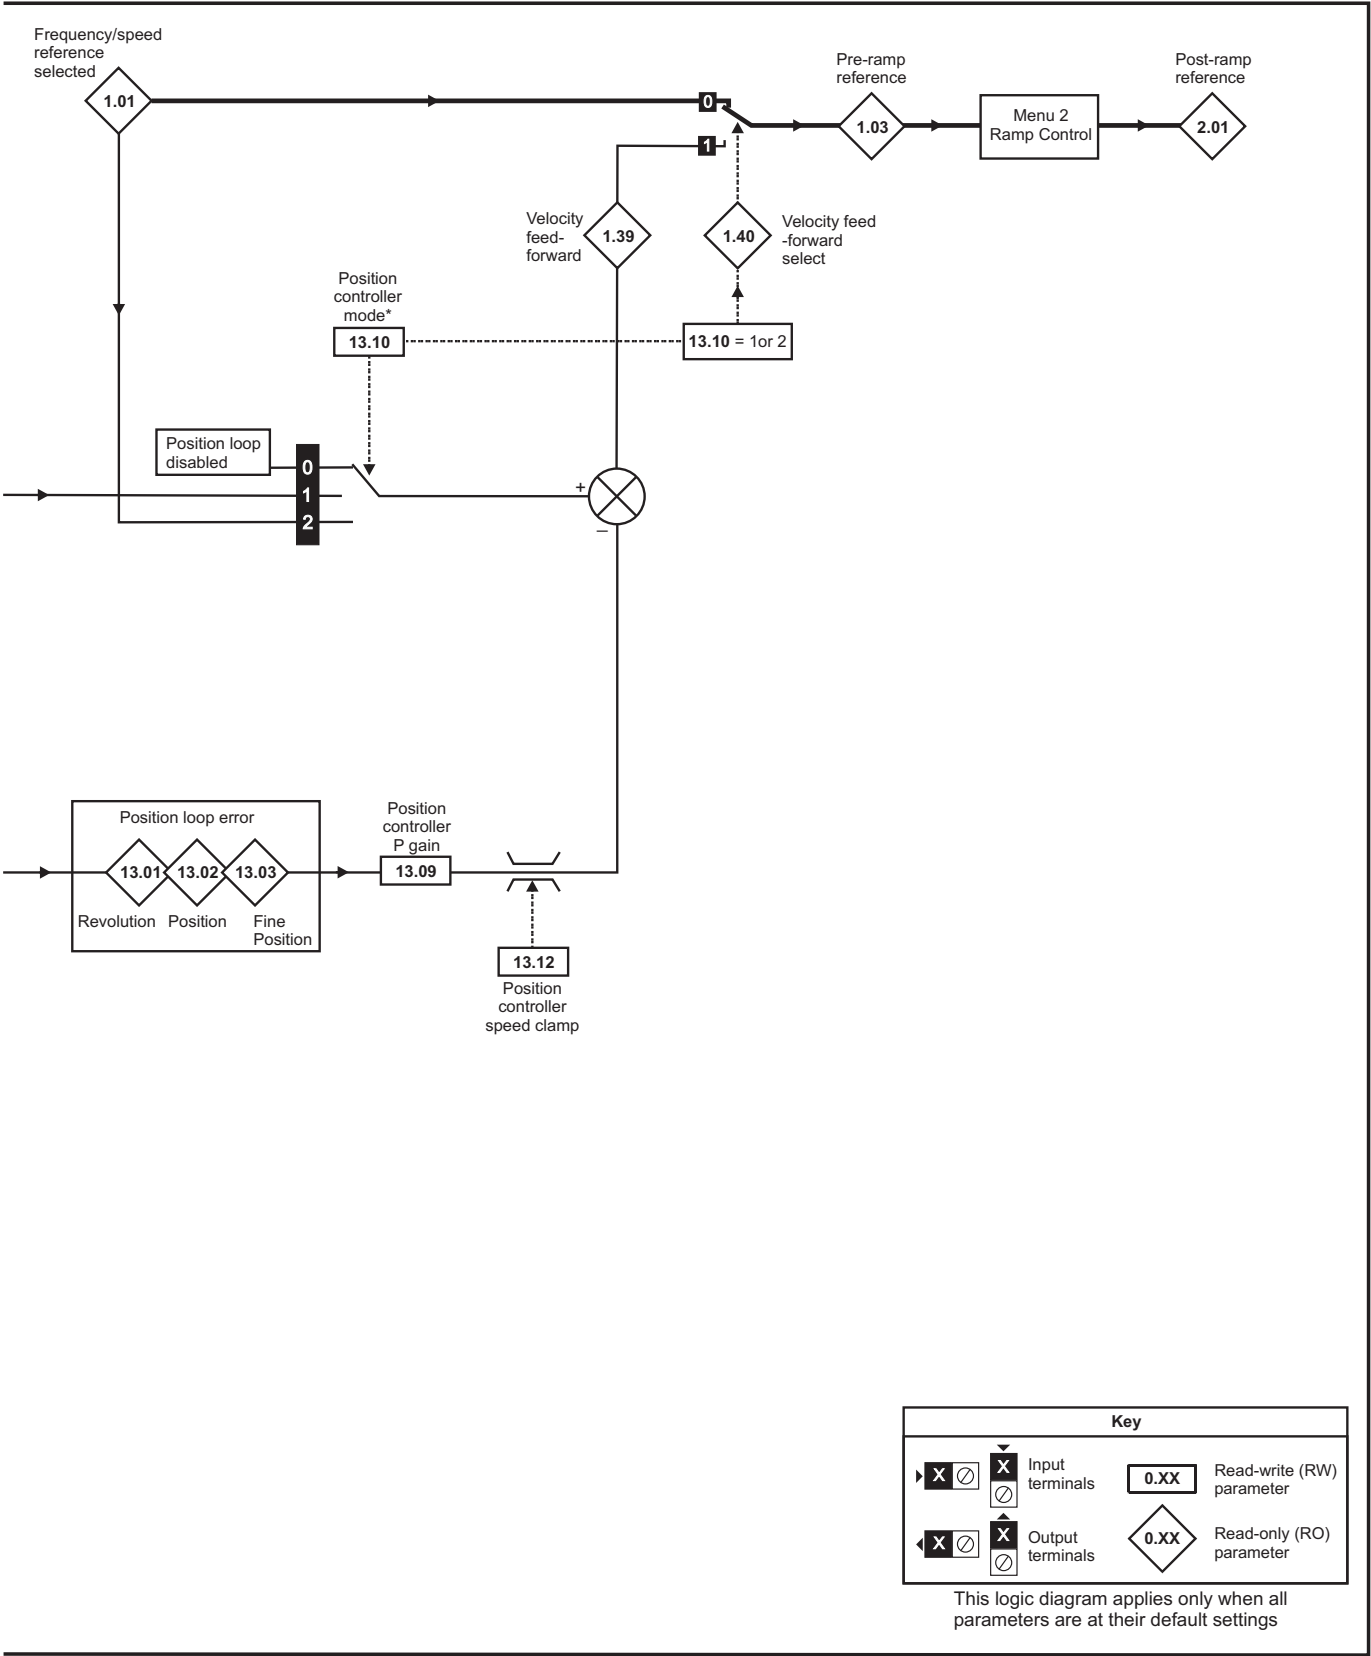 Frequency/speed
reference
selected
1.01
0
1
Pre-ramp
reference
1.03
Menu 2
Ramp Control
Post-ramp
reference
2.01
Velocity
feed-
forward
1.39
1.40
Velocity feed
-forward
select
Position
controller
mode*
13.10
13.10 = 1or 2
Position loop
disabled
0
1
2
+
–
Position loop error
13.01
13.02
13.03
Revolution
Position
Fine
Position
Position
controller
P gain
13.09
13.12
Position
controller
speed clamp
Key
X
X
Input
terminals
0.XX
Read-write (RW)
parameter
X
X
Output
terminals
0.XX
Read-only (RO)
parameter
This logic diagram applies only when all
parameters are at their default settings